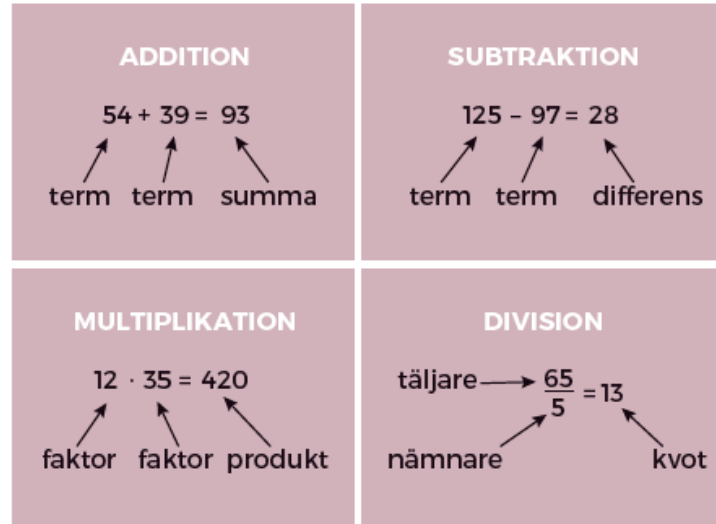 ADDITION
54 + 39 = 93
term term summa
SUBTRAKTION
125 – 97 = 28
term term differens
MULTIPLIKATION
12 · 35 = 420
faktor faktor produkt
DIVISION
täljare 65
5
= 13
nämnare kvot